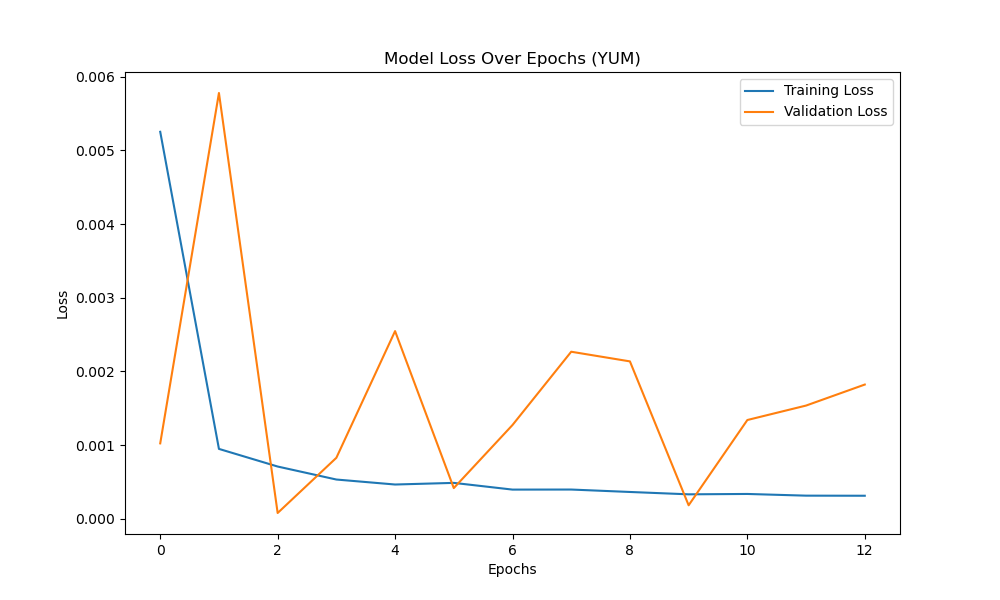 Model Loss Over Epochs (YUM)
Training Loss
Validation Loss
0.006
0.005
0.004
0.003
0.002
0.001
0.000
Loss
0 2 4 6 8 10 12
Epochs